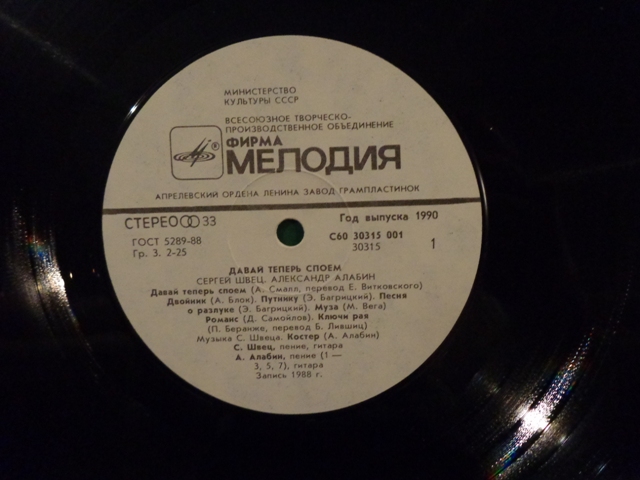 МИНИСТЕРСТВО
КУЛЬТУРЫ СССР
ВСЕСОЮЗНОЕ ТВОРЧЕСКО-
ПРОИЗВОДСТВЕННОЕ ОБЪЕДИНЕНИЕ
® ФИРМА
МЕЛОДИЯ
АПРЕЛЕВСКИЙ ОРДЕНА ЛЕНИНА ЗАВОД ГРАМПЛАСТИНОК
СТЕРЕО 33
Год выпуска 1990
ГОСТ 5289-88
С60 30315 001
Гр. 3. 2-25
30315
1
ДАВАЙ ТЕПЕРЬ СПОЕМ
СЕРГЕЙ ШВЕЦ, АЛЕКСАНДР АЛАБИН
Давай теперь споем (А. Смалл, перевод Е. Витковского)
Двойник (А. Блок). Путнику (Э. Багрицкий). Песня
о разлуке (Э. Багрицкий). Муза (М. Вега)
Романс (Д. Самойлов). Ключи рая
(П. Беранже, перевод Б. Лившиц)
Музыка С. Швеца. Костер (А. Алабин)
С. Швец, пение, гитара
А. Алабин, пение (1 —
3, 5, 7), гитара
Запись 1988 г.